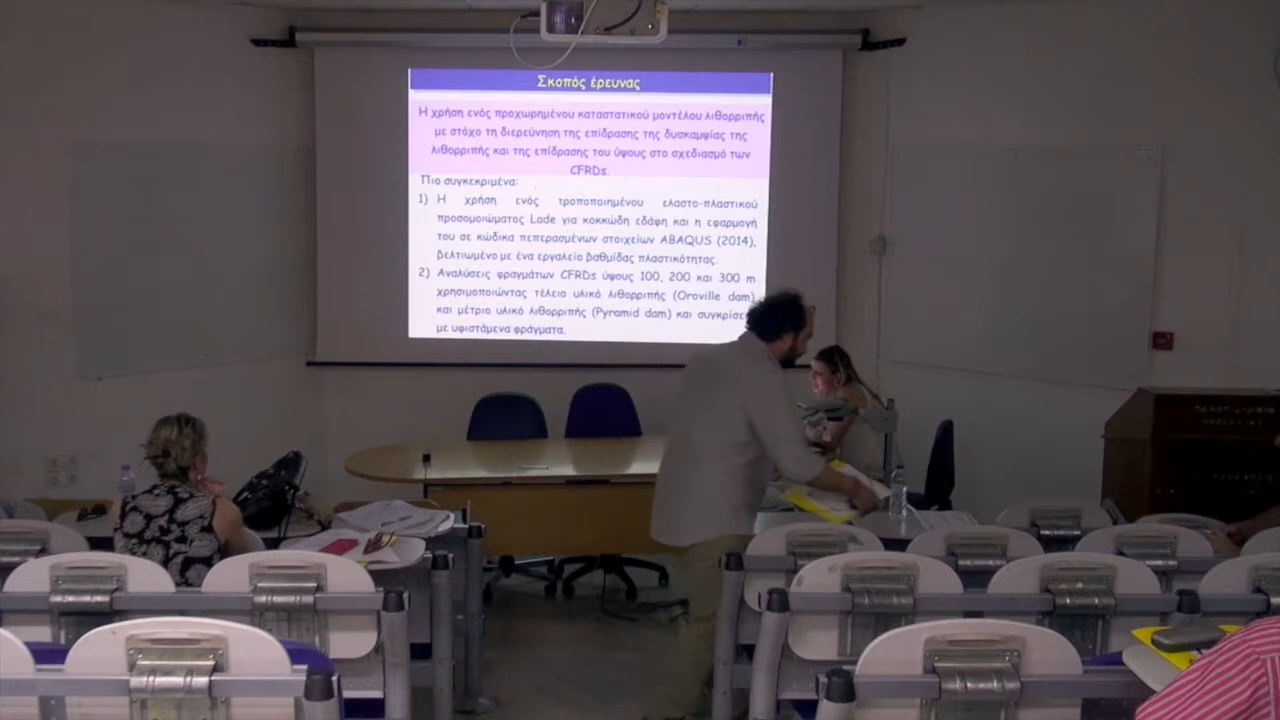 Σκοπός έρευνας
Η χρήση ενός προχωρημένου καταστατικού μοντέλου λιθορριπής
με στόχο τη διερεύνηση της επίδρασης της δυσκαμψίας της
λιθορριπής και της επίδρασης του ύψους στο σχεδιασμό των
CFRDs.
Πιο συγκεκριμένα:
1) Η χρήση ενός τροποποιημένου ελαστο-πλαστικού
προσομοιώματος Lade για κοκκώδη εδάφη και η εφαρμογή
του σε κώδικα πεπερασμένων στοιχείων ABAQUS (2014),
βελτιωμένο με ένα εργαλείο βαθμίδας πλαστικότητας.
2) Αναλύσεις φραγμάτων CFRDs ύψους 100, 200 και 300 m
χρησιμοποιώντας τέλειο υλικό λιθορριπής (Oroville dam)
και μέτριο υλικό λιθορριπής (Pyramid dam) και συγκρίσε
με υφιστάμενα φράγματα.